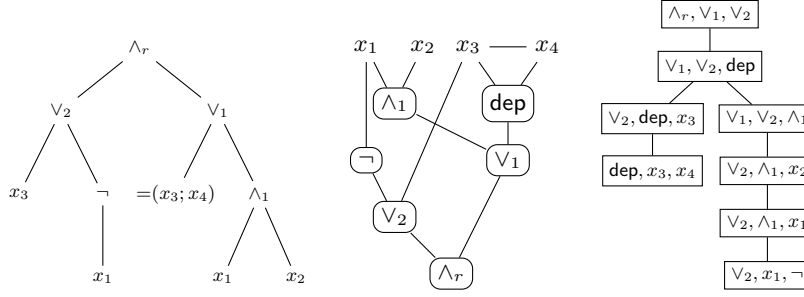 ∧r
∨2 ∨1
x3 ¬ =(x3; x4) ∧1
x1 x1 x2
x1 x2 x3 x4
∧1 dep
¬ ∨1
∨2
∧r
∧r, ∨1, ∨2
∨1, ∨2, dep
∨2, dep, x3 ∨1, ∨2, ∧1
dep, x3, x4 ∨2, ∧1, x2
∨2, ∧1, x1
∨2, x1, ¬